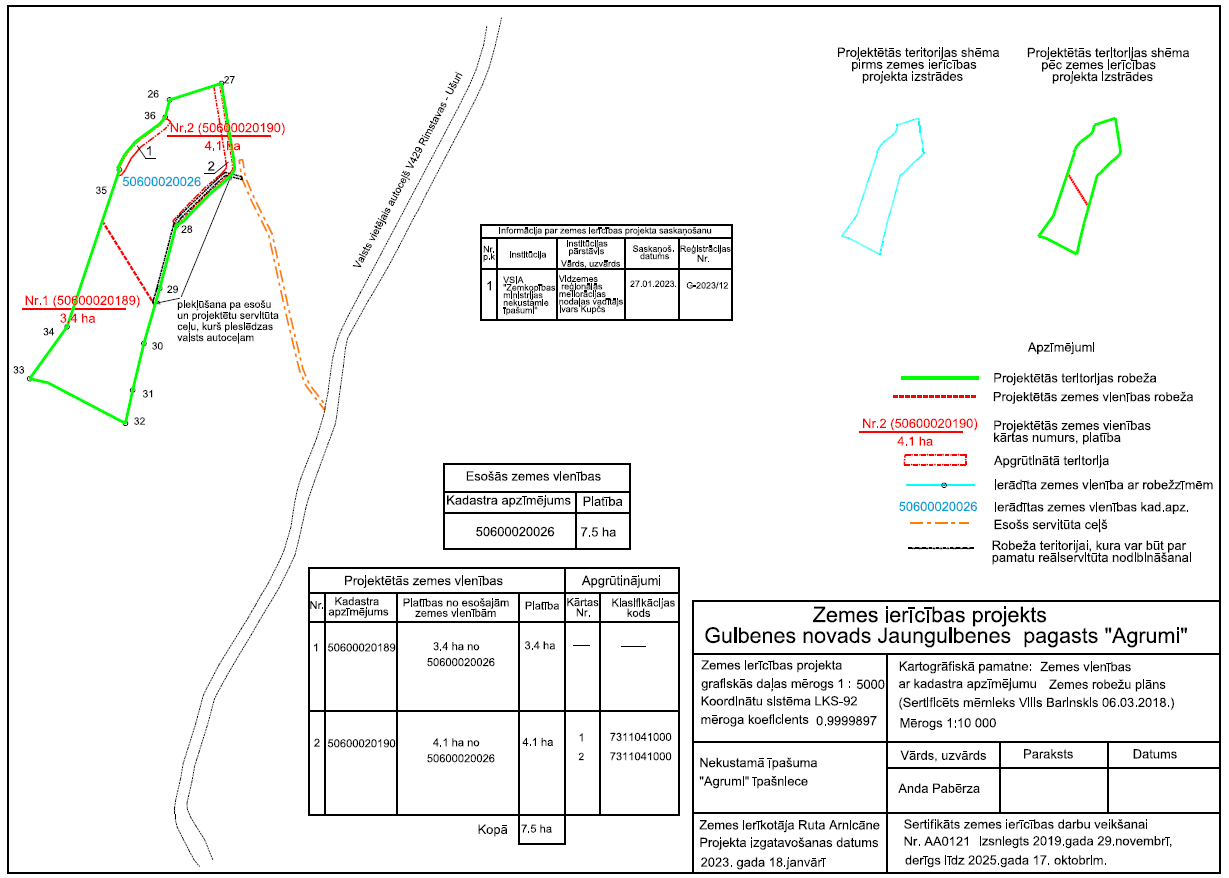 27
26
36
Nr.2 (50600020190)
4.1 ha
1
2
50600020026
35
28
29
Nr.1 (50600020189)
3.4 ha
34
piekļūšana pa esošu
un projektētu servitūta
ceļu, kurš pieslēdzas
valsts autoceļam
30
33
31
32
Valsts vietējais autoceļš V429 Rimstavas - Ušuri
Projektētās teritorijas shēma
pirms zemes ierīcības
projekta izstrādes
Projektētās teritorijas shēma
pēc zemes ierīcības
projekta izstrādes
Informācija par zemes ierīcības projekta saskaņošanu
Nr. p.k
Institūcija
Institūcijas pārstāvis Vārds, uzvārds
Saskaņoš. datums
Reģistrācijas Nr.
1
VSIA "Zemkopības ministrijas nekustamie īpašumi"
Vidzemes reģionālās meliorācijas nodaļas vadītājs Ivars Kupčs
27.01.2023.
G-2023/12
Apzīmējumi
Projektētās teritorijas robeža
Projektētās zemes vienības robeža
Nr.2 (50600020190)
4.1 ha
Projektētās zemes vienības
kārtas numurs, platība
Apgrūtinātā teritorija
Ierādīta zemes vienība ar robežzīmēm
50600020026 Ierādītas zemes vienības kad.apz.
Esošs servitūta ceļš
Robeža teritorijai, kura var būt par
pamatu reālservitūta nodibināšanai
Esošās zemes vienības
Kadastra apzīmējums Platība
50600020026 7.5 ha
Projektētās zemes vienības Apgrūtinājumi
Nr. Kadastra apzīmējums Platības no esošajām zemes vienībām Platība Kārtas Nr. Klasifikācijas kods
1 50600020189 3.4 ha no 50600020026 3.4 ha — —
2 50600020190 4.1 ha no 50600020026 4.1 ha 1 7311041000
2 7311041000
Kopā 7.5 ha
Zemes ierīcības projekts
Gulbenes novads Jaungulbenes pagasts "Agrumi"
Zemes ierīcības projekta
grafiskās daļas mērogs 1 : 5000
Koordinātu sistēma LKS-92
mēroga koeficients 0,9999897
Kartogrāfiskā pamatne: Zemes vienības
ar kadastra apzīmējumu Zemes robežu plāns
(Sertificēts mērnieks Vilis Barinskis 06.03.2018.)
Mērogs 1:10 000
Nekustamā īpašuma
"Agrumi" īpašniece
Vārds, uzvārds Paraksts Datums
Anda Pabērza
Zemes ierīkotāja Ruta Arnicāne
Projekta izgatavošanas datums
2023. gada 18.janvārī
Sertifikāts zemes ierīcības darbu veikšanai
Nr. AA0121 Izsniegts 2019.gada 29.novembrī,
derīgs līdz 2025.gada 17. oktobrim.